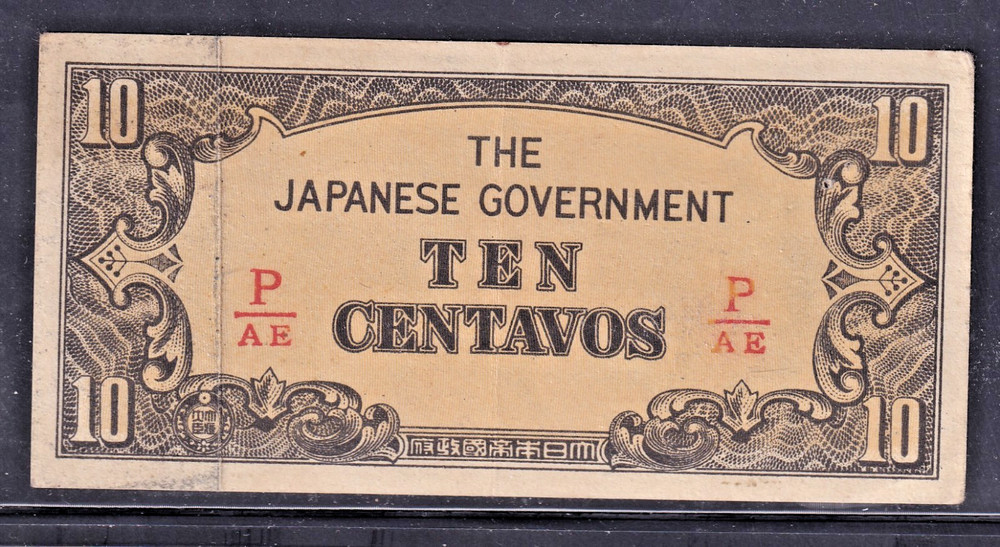 10 10
THE
JAPANESE GOVERNMENT
TEN
CENTAVOS
P
AE
P
AE
10 10
大日本帝國政府